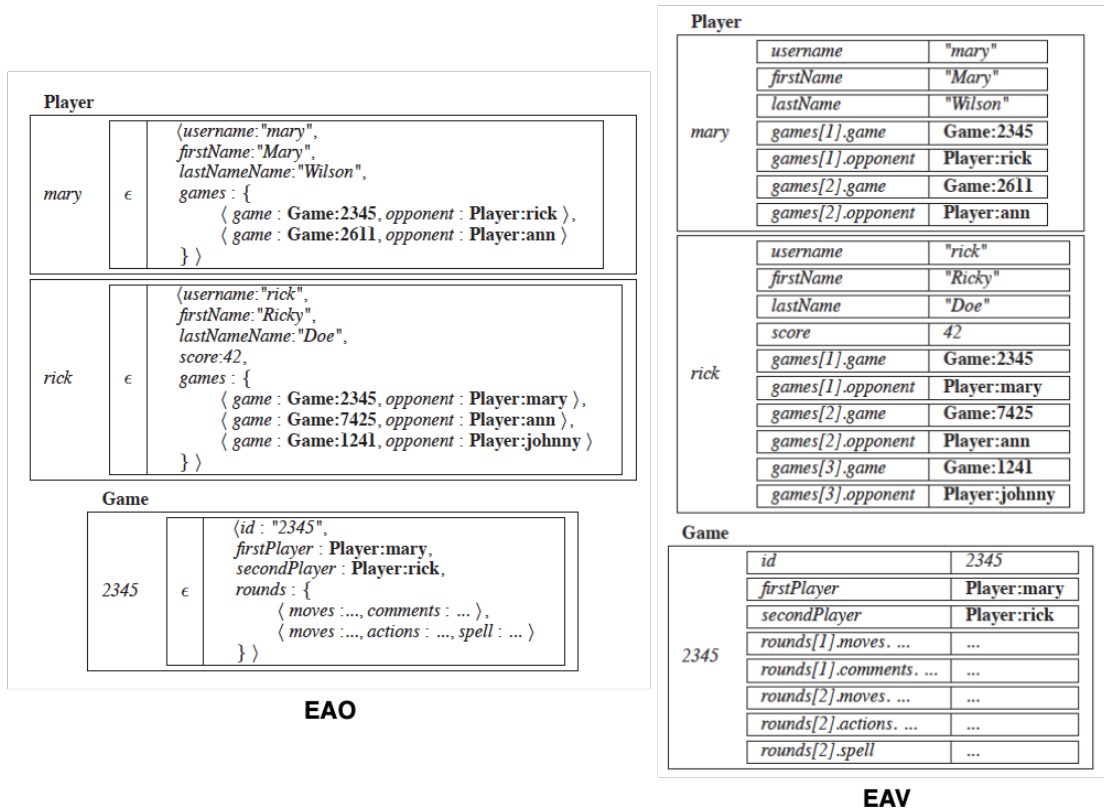 Player
mary
ϵ
⟨username:"mary",
firstName:"Mary",
lastNameName:"Wilson",
games : {
⟨ game : Game:2345, opponent : Player:rick ⟩,
⟨ game : Game:2611, opponent : Player:ann ⟩
} ⟩
rick
ϵ
⟨username:"rick",
firstName:"Ricky",
lastNameName:"Doe",
score:42,
games : {
⟨ game : Game:2345, opponent : Player:mary ⟩,
⟨ game : Game:7425, opponent : Player:ann ⟩,
⟨ game : Game:1241, opponent : Player:johnny ⟩
} ⟩
Game
2345
ϵ
⟨id : "2345",
firstPlayer : Player:mary,
secondPlayer : Player:rick,
rounds : {
⟨ moves :..., comments : ... ⟩,
⟨ moves :..., actions : ..., spell : ... ⟩
} ⟩
EAO
Player
mary
username "mary"
firstName "Mary"
lastName "Wilson"
games[1].game Game:2345
games[1].opponent Player:rick
games[2].game Game:2611
games[2].opponent Player:ann
rick
username "rick"
firstName "Ricky"
lastName "Doe"
score 42
games[1].game Game:2345
games[1].opponent Player:mary
games[2].game Game:7425
games[2].opponent Player:ann
games[3].game Game:1241
games[3].opponent Player:johnny
Game
2345
id 2345
firstPlayer Player:mary
secondPlayer Player:rick
rounds[1].moves. ... ...
rounds[1].comments. ... ...
rounds[2].moves. ... ...
rounds[2].actions. ... ...
rounds[2].spell ...
EAV